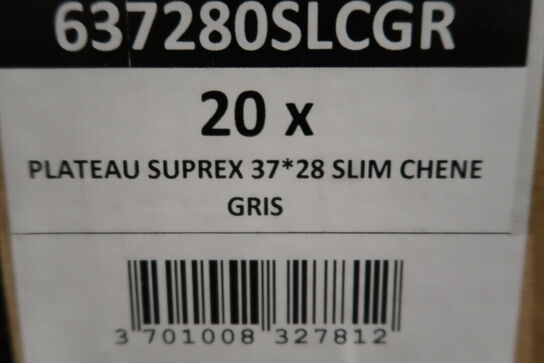 637280SLCGR
20 x
PLATEAU SUPREX 37*28 SLIM CHENE
GRIS
3 701008 327812